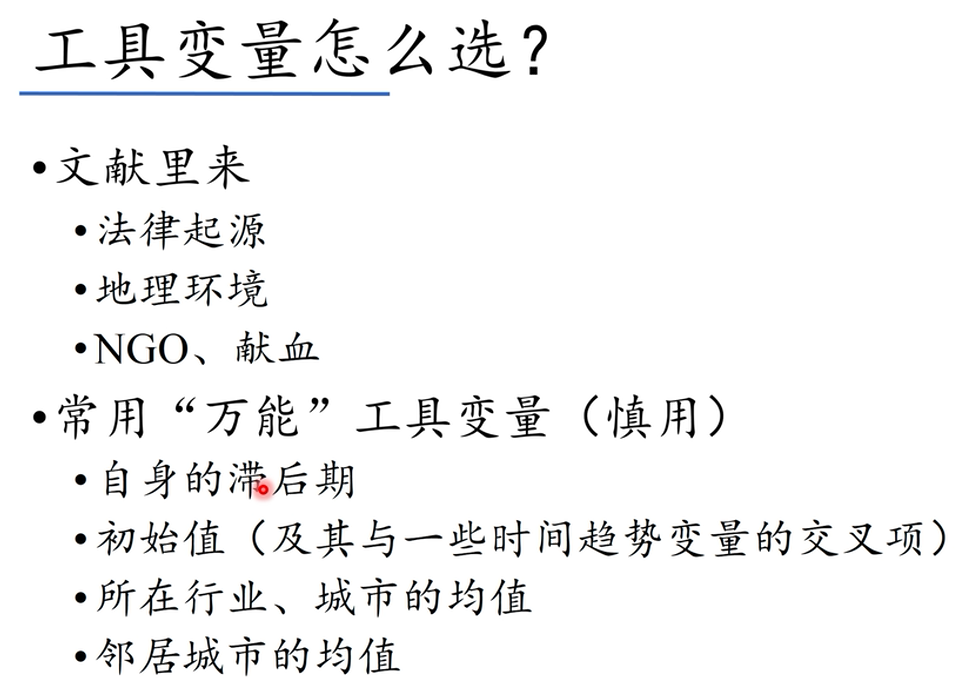 工具变量怎么选？
•文献里来
•法律起源
•地理环境
•NGO、献血
•常用“万能”工具变量（慎用）
•自身的滞后期
•初始值（及其与一些时间趋势变量的交叉项）
•所在行业、城市的均值
•邻居城市的均值